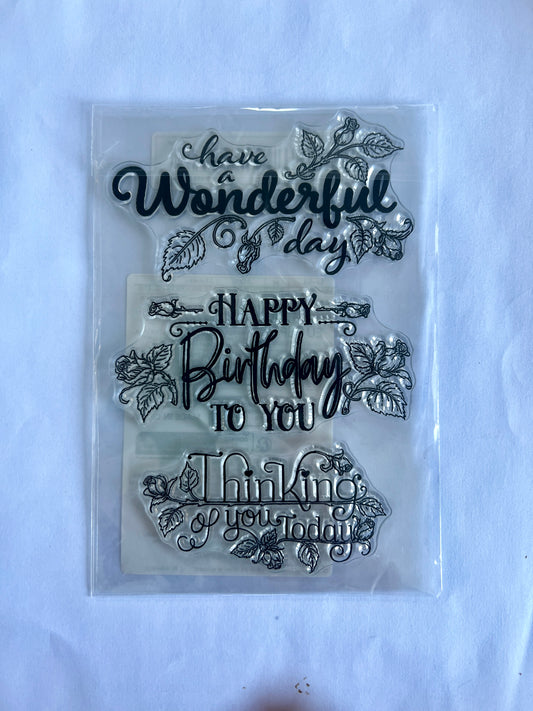 have
a
Wonderful
day
HAPPY
Birthday
TO YOU
Thinking
of you Today